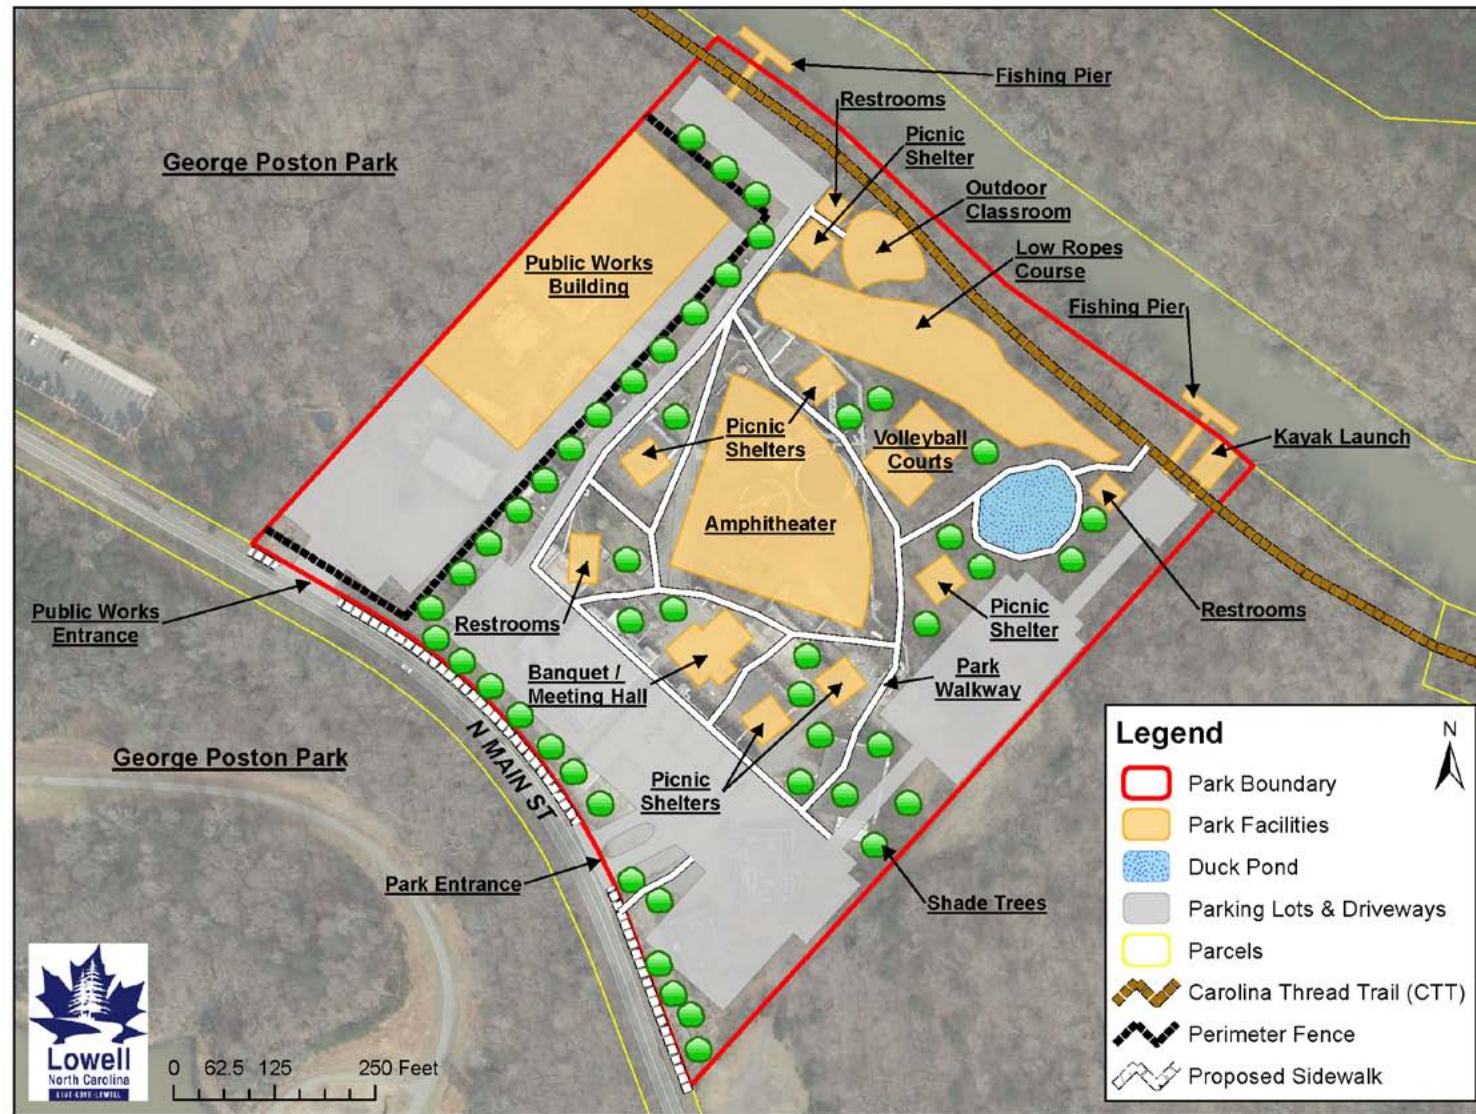 Fishing Pier
Restrooms
Picnic
Shelter
George Poston Park
Outdoor
Classroom
Low Ropes
Course
Public Works
Building
Fishing Pier
Picnic
Shelters
Volleyball
Courts
Kayak Launch
Amphitheater
Public Works
Entrance
Restrooms
Picnic
Shelter
Restrooms
Banquet /
Meeting Hall
Park
Walkway
N MAIN ST
George Poston Park
Picnic
Shelters
Park Entrance
Shade Trees
Legend
N
Park Boundary
Park Facilities
Duck Pond
Parking Lots & Driveways
Parcels
Carolina Thread Trail (CTT)
Perimeter Fence
Proposed Sidewalk
Lowell
North Carolina
LIVE-LOVE-LOWELL
0 62.5 125 250 Feet